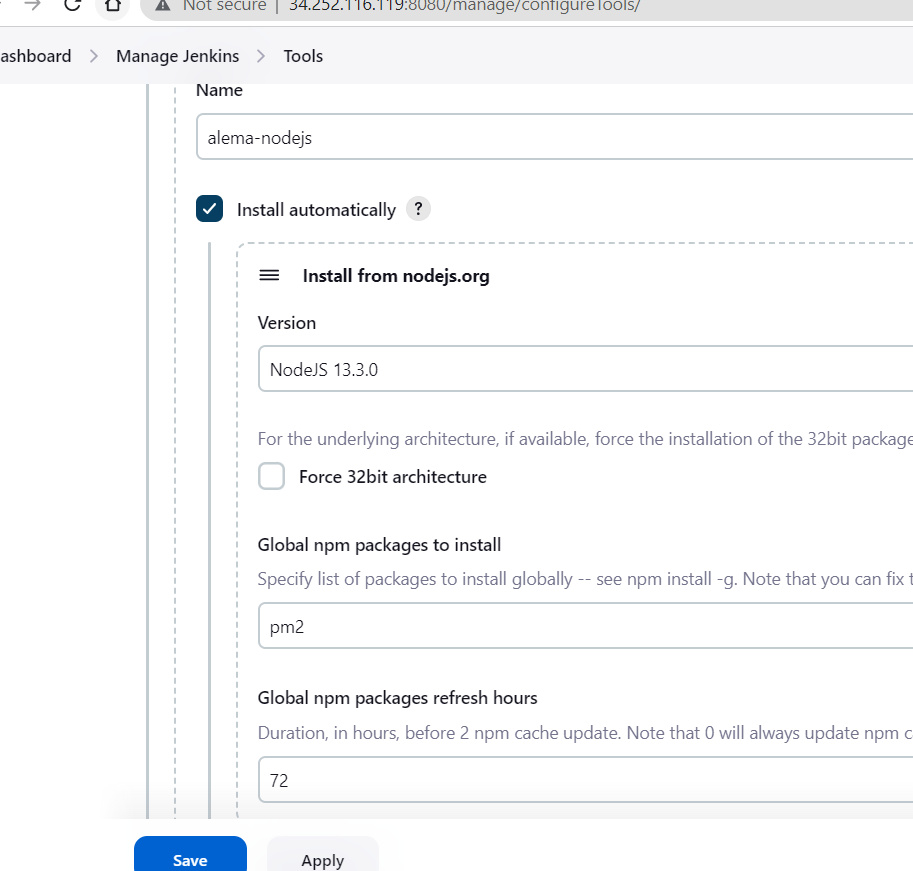 Not secure | 34.252.116.119:8080/manage/configureTools/
ashboard > Manage Jenkins > Tools
Name
alema-nodejs
Install automatically ?
Install from nodejs.org
Version
NodeJS 13.3.0
For the underlying architecture, if available, force the installation of the 32bit package
Force 32bit architecture
Global npm packages to install
Specify list of packages to install globally -- see npm install -g. Note that you can fix t
pm2
Global npm packages refresh hours
Duration, in hours, before 2 npm cache update. Note that 0 will always update npm c
72
Save Apply